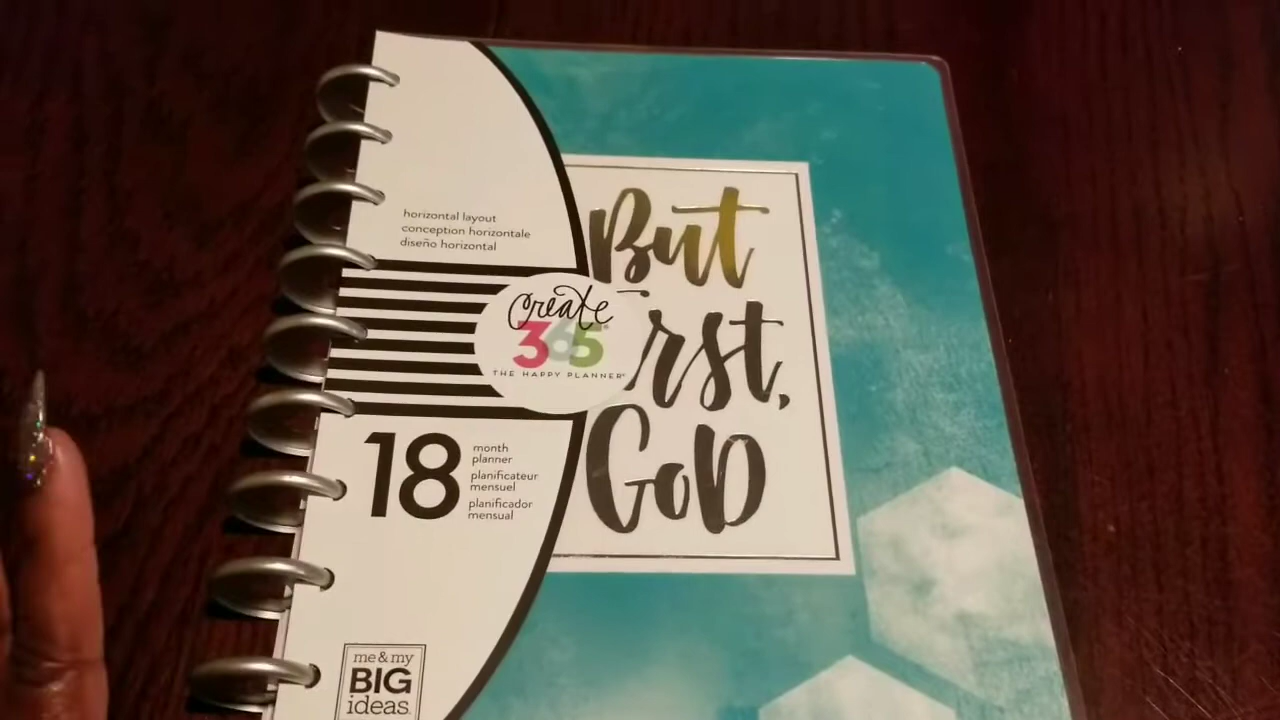 horizontal layout
conception horizontale
diseño horizontal
Create
365®
THE HAPPY PLANNER®
18
month
planner
planificateur
mensuel
planificador
mensual
me & my
BIG
ideas.
But
rst,
GoD